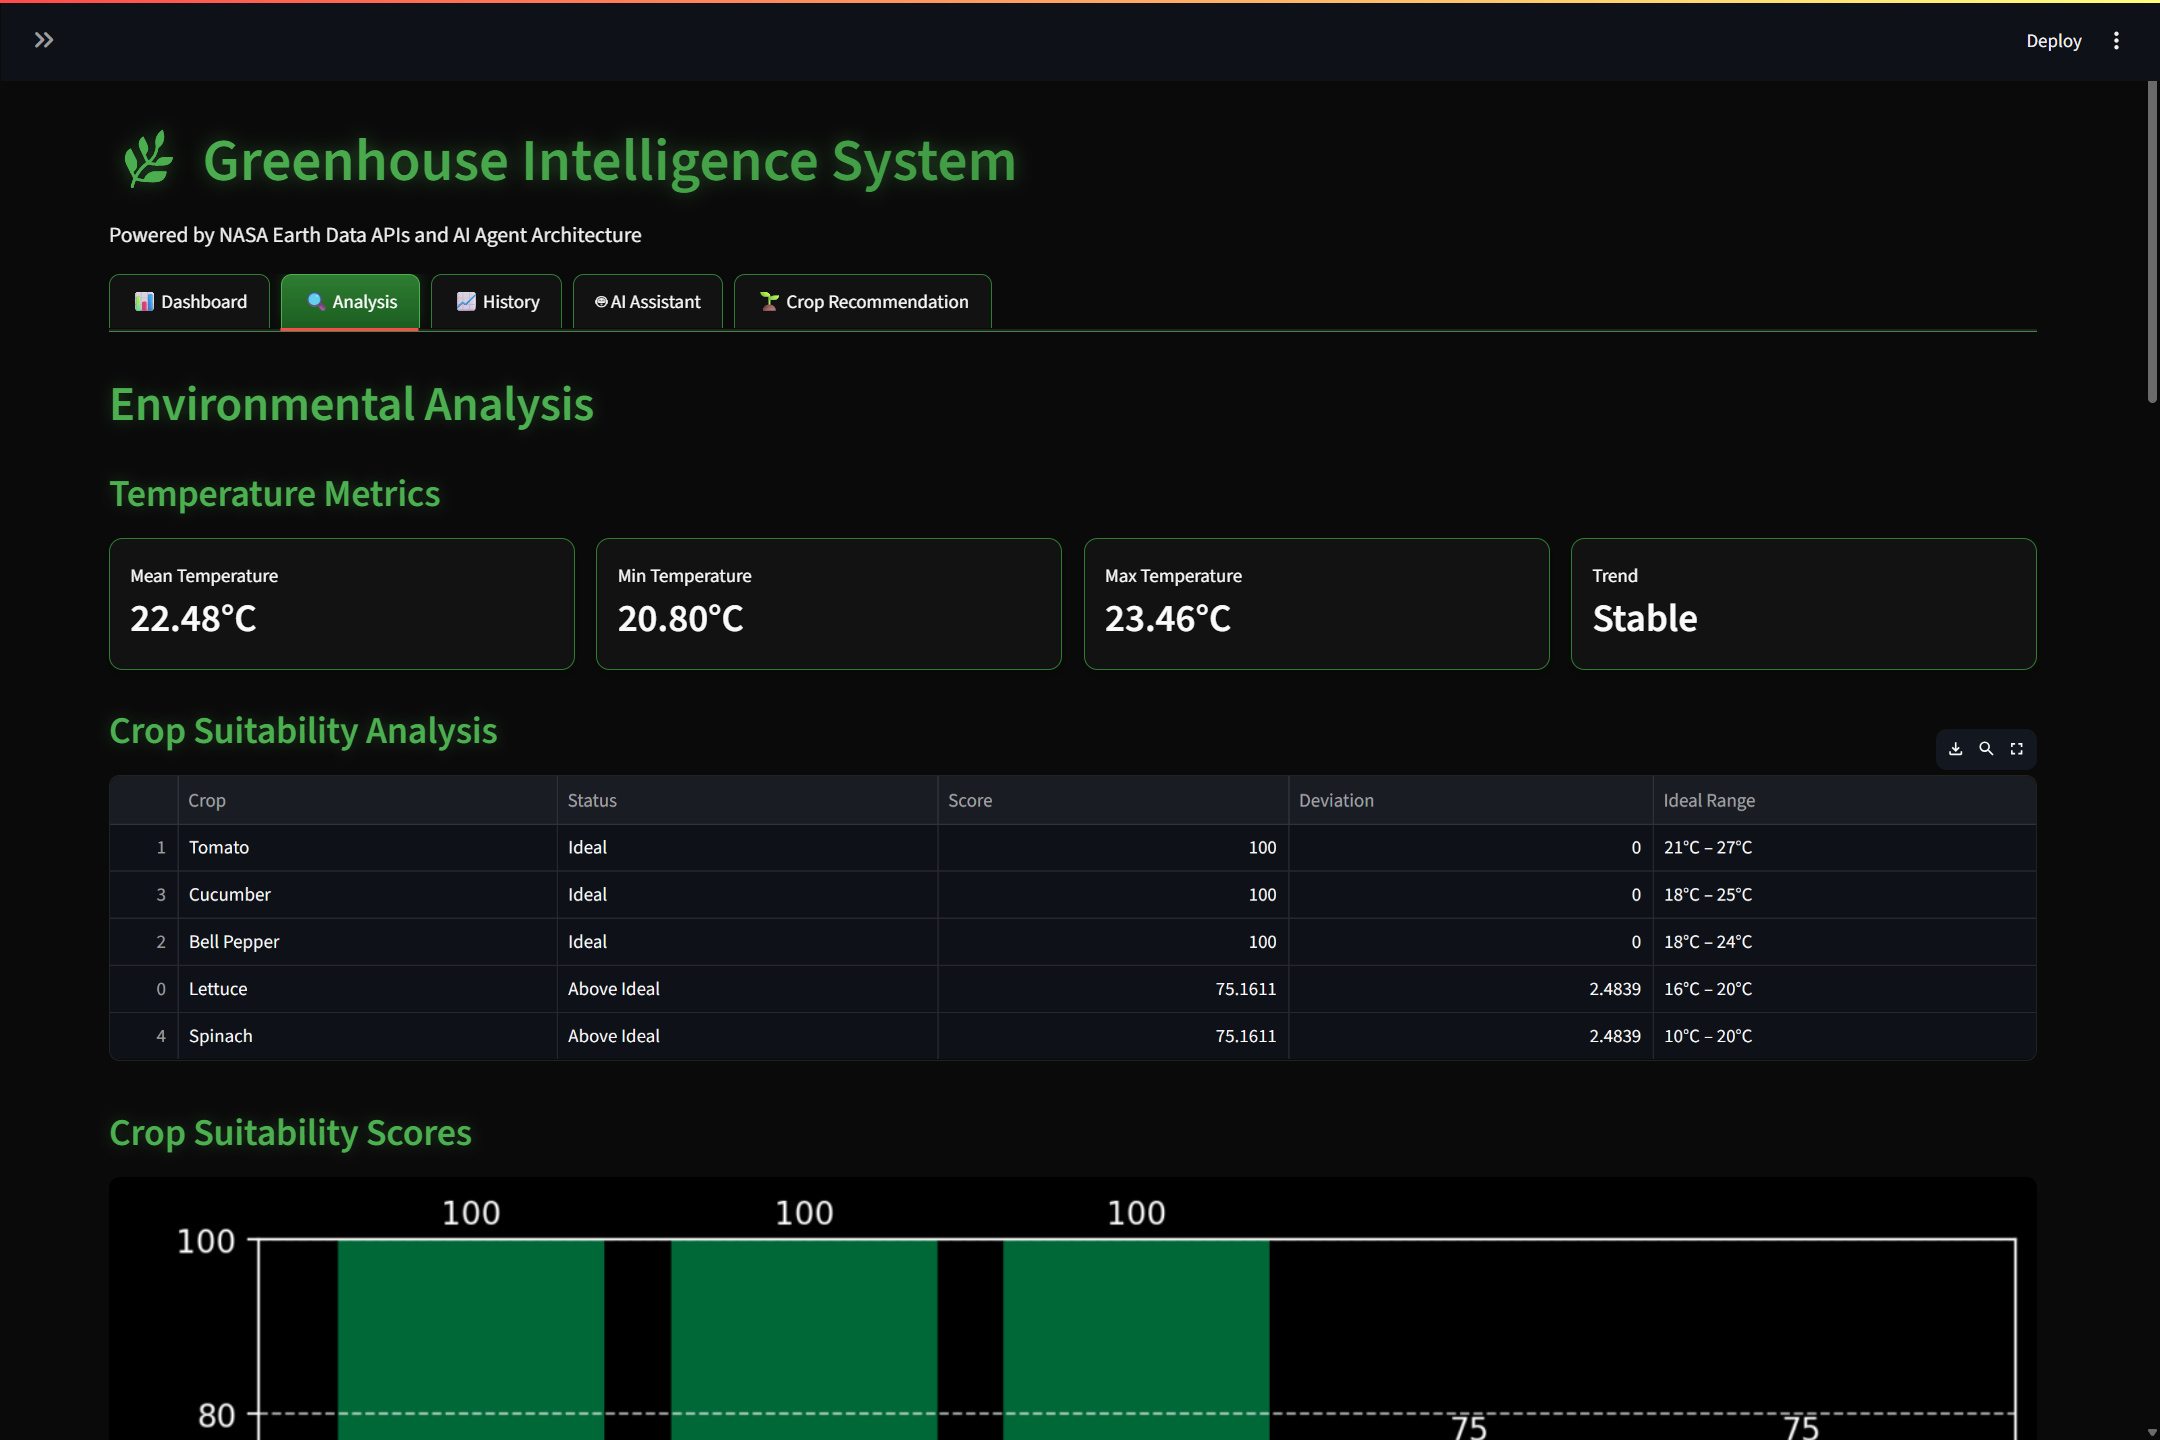 Deploy
Greenhouse Intelligence System
Powered by NASA Earth Data APIs and AI Agent Architecture
Dashboard Analysis History AI Assistant Crop Recommendation
Environmental Analysis
Temperature Metrics
Mean Temperature Min Temperature Max Temperature Trend
22.48°C 20.80°C 23.46°C Stable
Crop Suitability Analysis
Crop Status Score Deviation Ideal Range
1 Tomato Ideal 100 0 21°C – 27°C
3 Cucumber Ideal 100 0 18°C – 25°C
2 Bell Pepper Ideal 100 0 18°C – 24°C
0 Lettuce Above Ideal 75.1611 2.4839 16°C – 20°C
4 Spinach Above Ideal 75.1611 2.4839 10°C – 20°C
Crop Suitability Scores
100 100 100
100
80
75 75